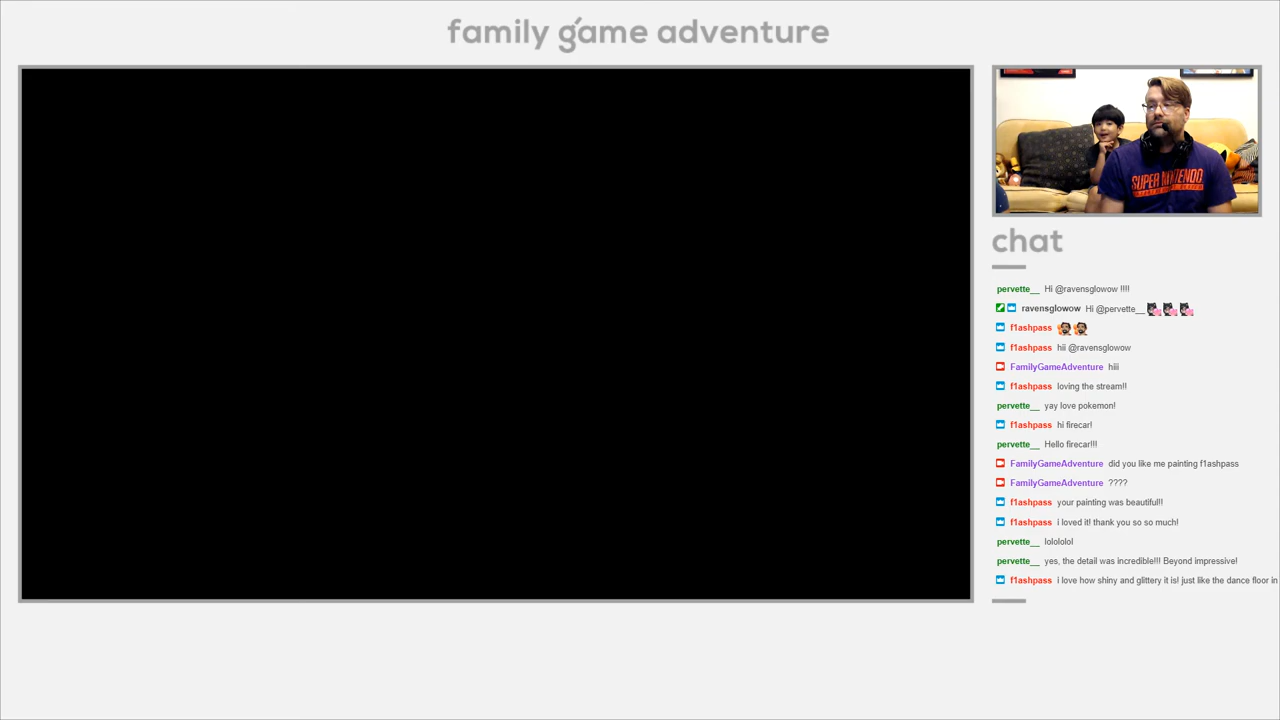 family game adventure
SUPER NINTENDO
chat
pervette__ Hi @ravensglowow !!!!
ravensglowow Hi @pervette__
f1ashpass
f1ashpass hii @ravensglowow
FamilyGameAdventure hiii
f1ashpass loving the stream!!
pervette__ yay love pokemon!
f1ashpass hi firecar!
pervette__ Hello firecar!!!
FamilyGameAdventure did you like me painting f1ashpass
FamilyGameAdventure ????
f1ashpass your painting was beautiful!!
f1ashpass i loved it! thank you so so much!
pervette__ lolololol
pervette__ yes, the detail was incredible!!! Beyond impressive!
f1ashpass i love how shiny and glittery it is! just like the dance floor in